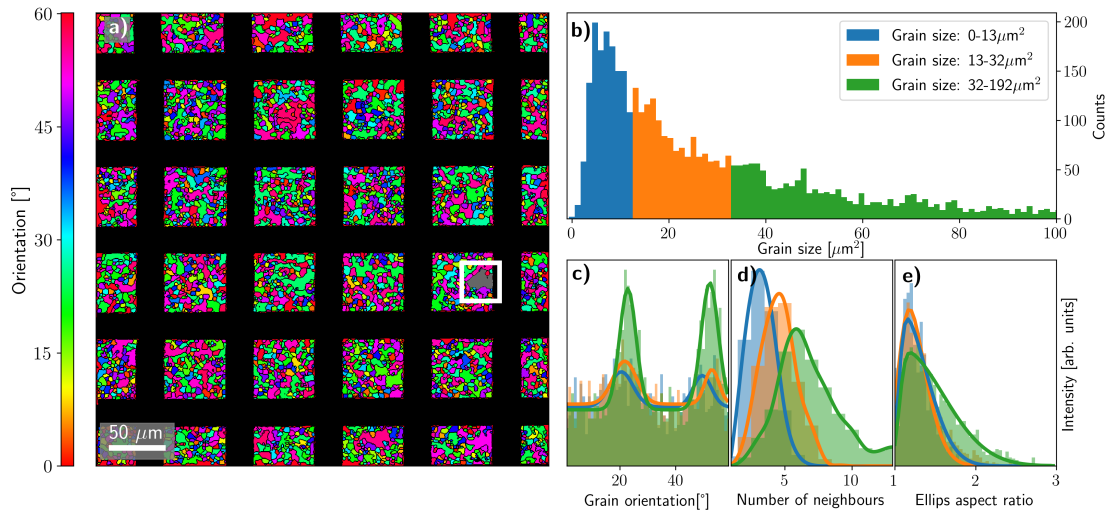 60
45
30
15
0
Orientation [°]
a)
50 μm
b)
Grain size: 0-13μm²
Grain size: 13-32μm²
Grain size: 32-192μm²
200
150
100
50
0
Counts
0
20
40
60
80
100
Grain size [μm²]
c)
20
40
Grain orientation[°]
d)
5
10
Number of neighbours
e)
1
2
3
Ellips aspect ratio
Intensity [arb. units]